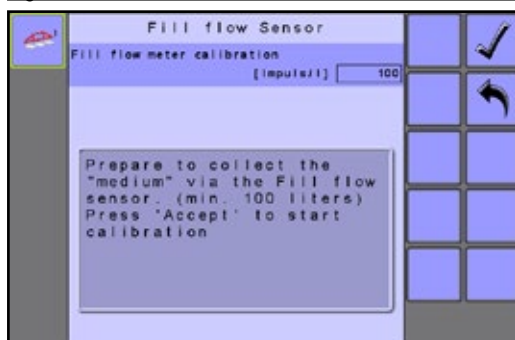 Fill flow Sensor
Fill flow meter calibration
[Impuls/l] 100
Prepare to collect the
"medium" via the Fill flow
sensor. (min. 100 liters)
Press 'Accept' to start
calibration